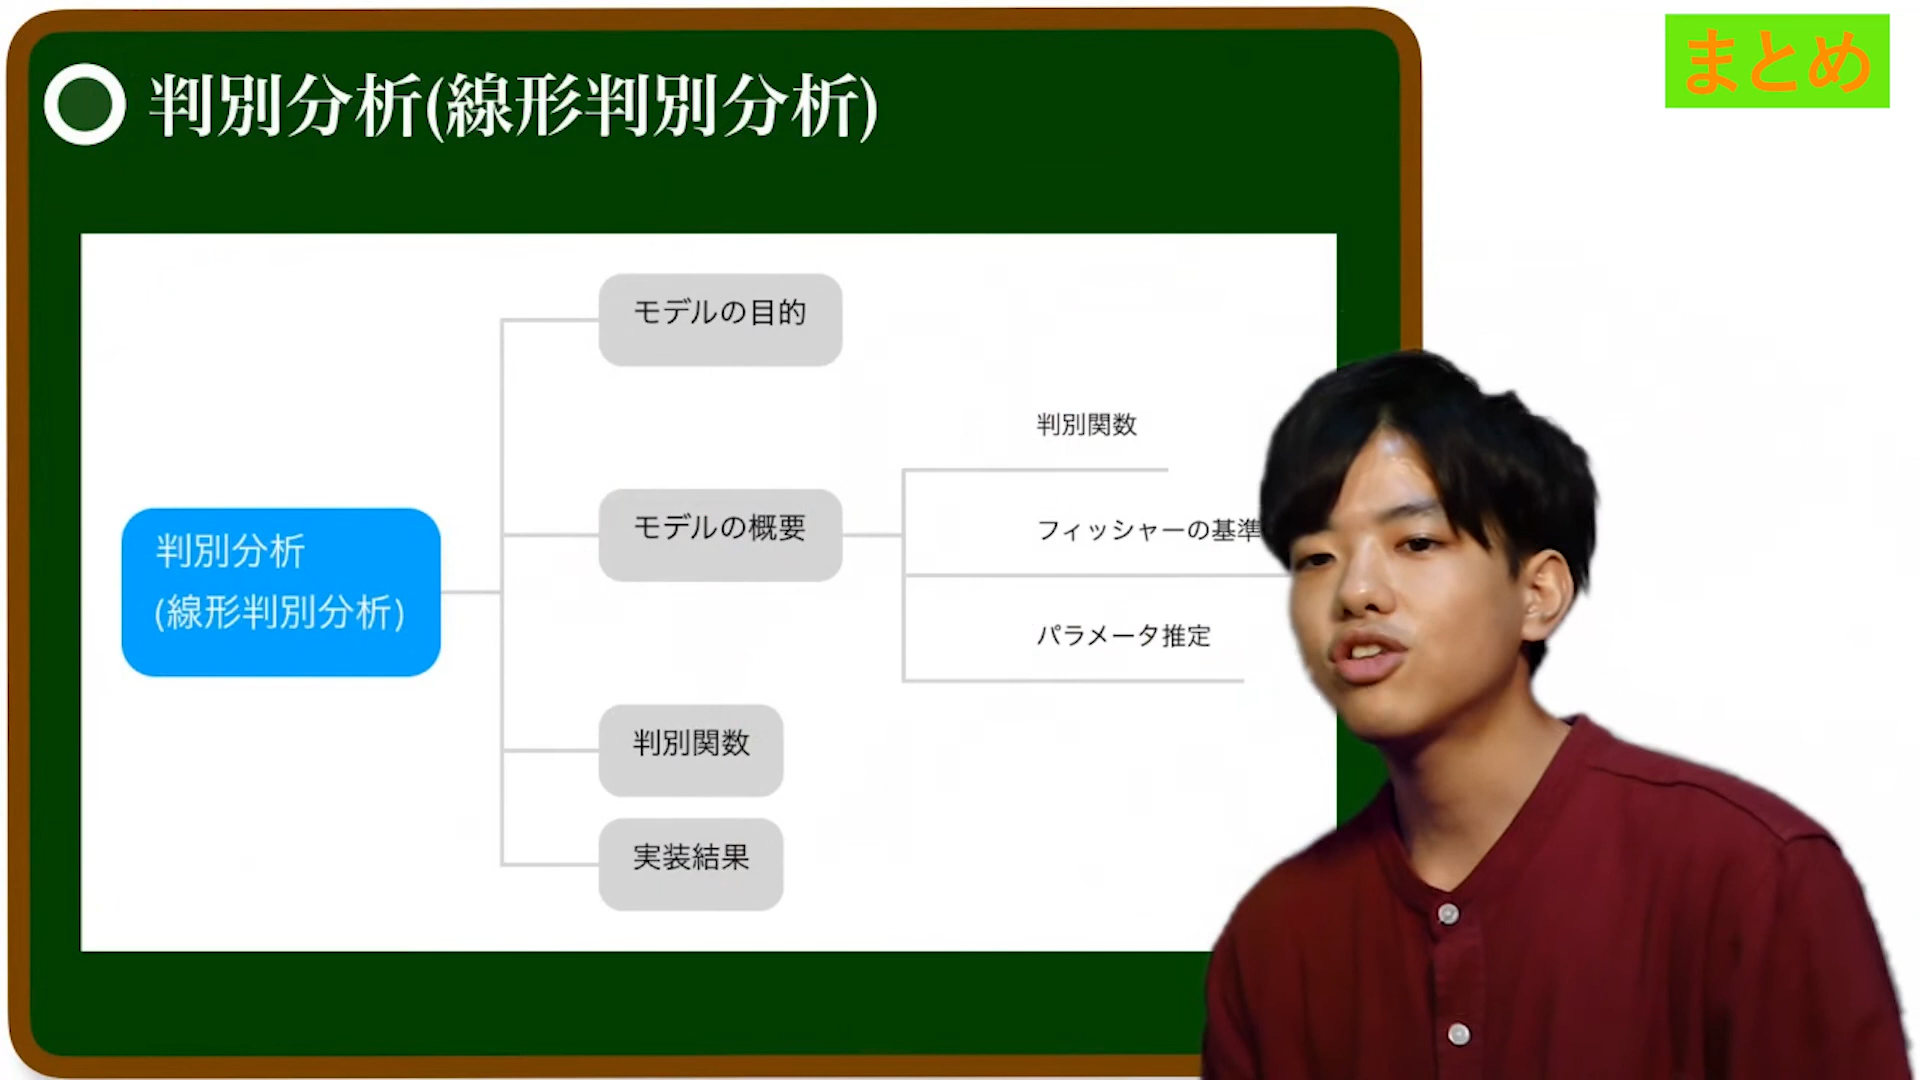 判別分析(線形判別分析)
まとめ
モデルの目的
判別関数
モデルの概要
フィッシャーの基準
判別分析
(線形判別分析)
パラメータ推定
判別関数
実装結果